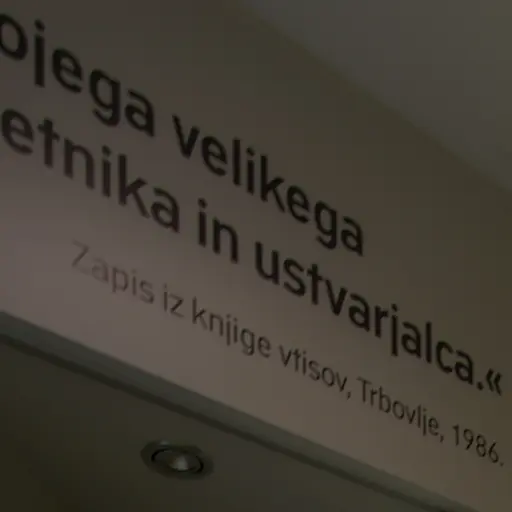 ojega velikega
etnika in ustvarjalca.«
Zapis iz knjige vtisov, Trbovlje, 1986.